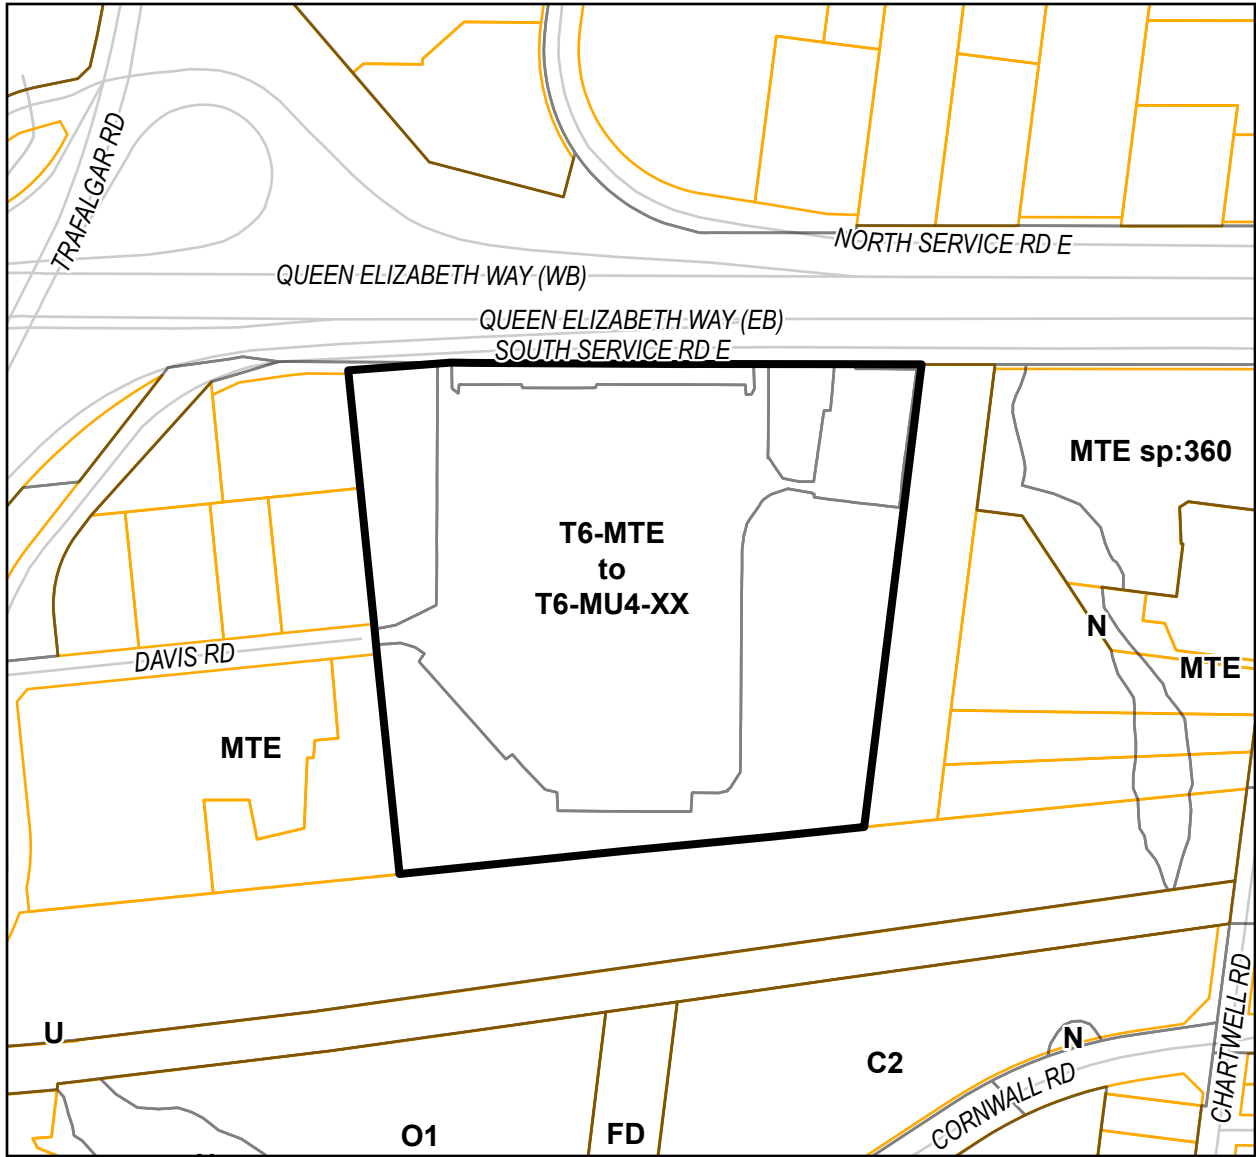 TRAFALGAR RD
NORTH SERVICE RD E
QUEEN ELIZABETH WAY (WB)
QUEEN ELIZABETH WAY (EB)
SOUTH SERVICE RD E
MTE sp:360
T6-MTE
to
T6-MU4-XX
N
DAVIS RD
MTE
MTE
U
N
C2
CHARTWELL RD
CORNWALL RD
O1
FD